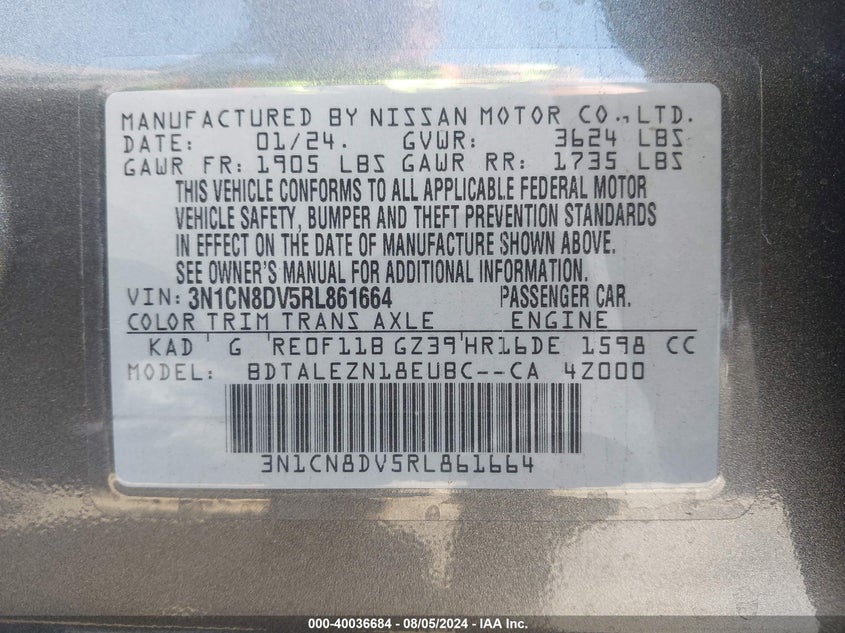 MANUFACTURED BY NISSAN MOTOR CO., LTD.
DATE: 01/24. GVWR: 3624 LBS
GAWR FR: 1905 LBS GAWR RR: 1735 LBS
THIS VEHICLE CONFORMS TO ALL APPLICABLE FEDERAL MOTOR
VEHICLE SAFETY, BUMPER AND THEFT PREVENTION STANDARDS
IN EFFECT ON THE DATE OF MANUFACTURE SHOWN ABOVE.
SEE OWNER'S MANUAL FOR ADDITIONAL INFORMATION.
VIN: 3N1CN8DV5RL861664 PASSENGER CAR.
COLOR TRIM TRANS AXLE ENGINE
KAD G RE0F11B GZ39 HR16DE 1598 CC
MODEL: BDTALEZN18EUBC--CA 4Z000
3N1CN8DV5RL861664
000-40036684 - 08/05/2024 - IAA Inc.